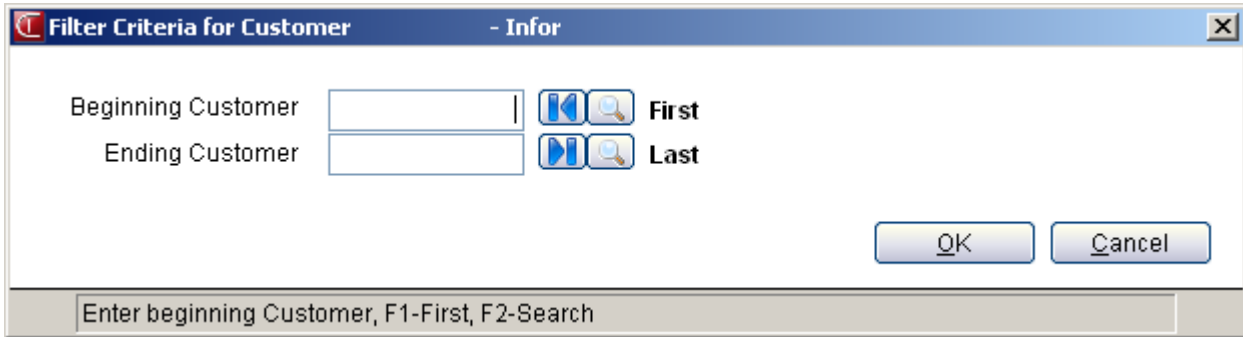 Filter Criteria for Customer - Infor
Beginning Customer First
Ending Customer Last
OK Cancel
Enter beginning Customer, F1-First, F2-Search